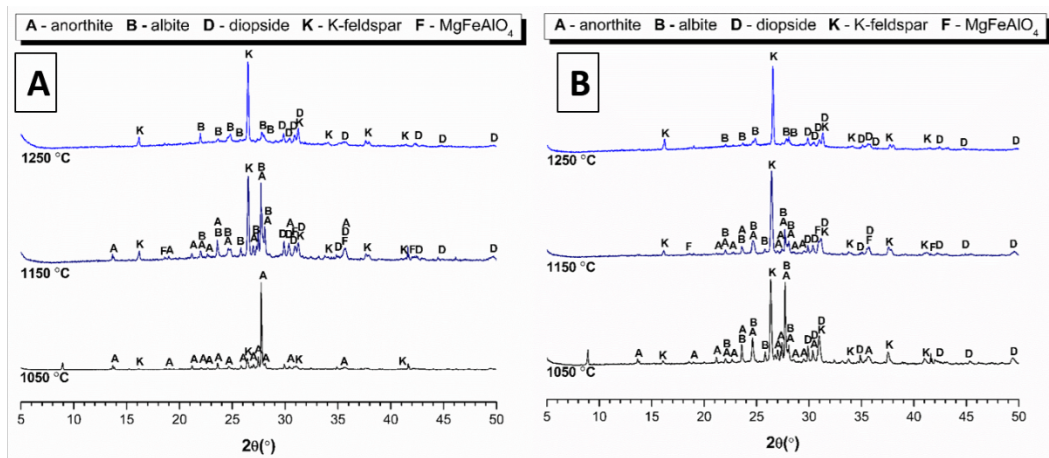 A - anorthite B - albite D - diopside K - K-feldspar F - MgFeAlO4
A
K
K B B B B B B D D D D K K D K D K D D D
1250 °C
K B A B A
A K F A A B A A A B B A B A B D A D D F D K K D A D F K K F D D D
1150 °C
A
A K A A A A A A K A A A A K A K
1050 °C
5 10 15 20 25 30 35 40 45 50
2θ(°)
A - anorthite B - albite D - diopside K - K-feldspar F - MgFeAlO4
B
K
K B B B B B D D D K D K D D K K D D D
1250 °C
K
K F A B A A B B A B A B A B A A D D F D K K D D F K K F D D D
1150 °C
K B A
A K A A B A B A A B A B B A A A D A D K K D A K K D D D
1050 °C
5 10 15 20 25 30 35 40 45 50
2θ(°)